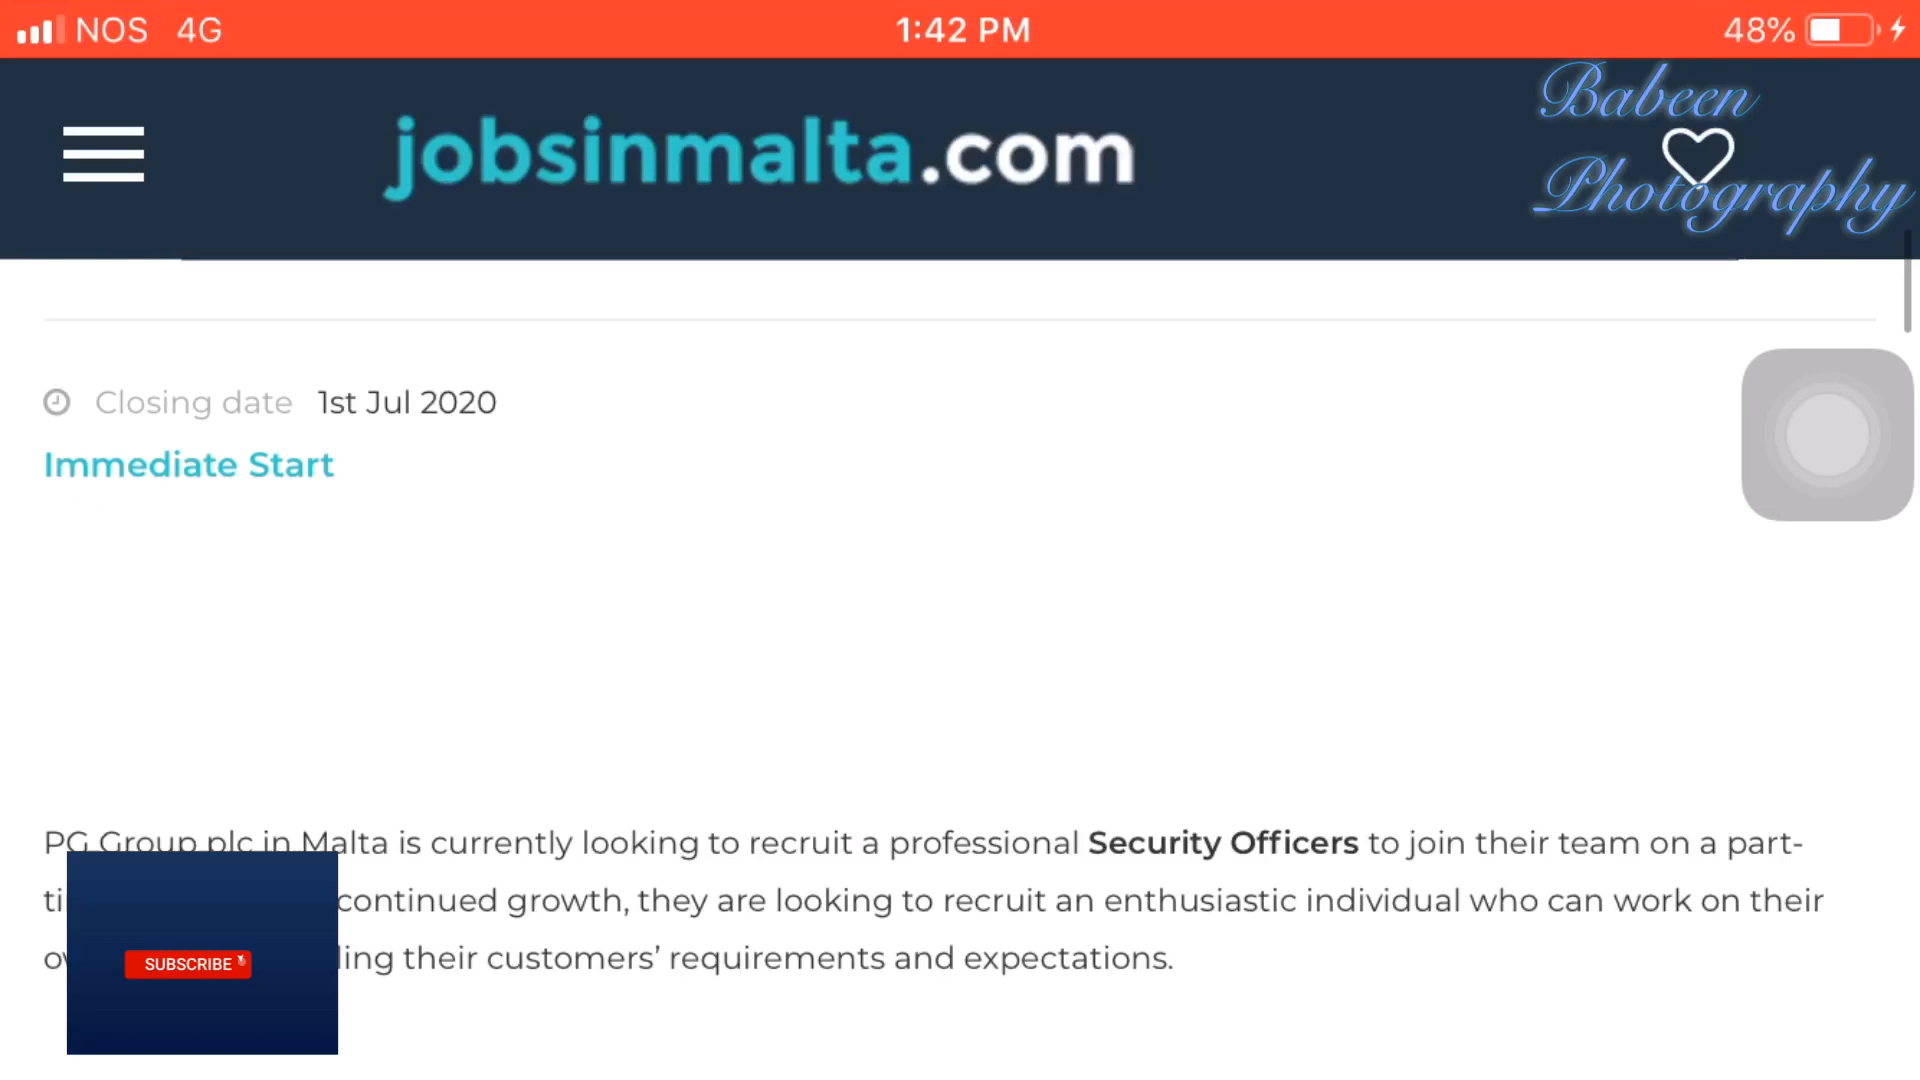 NOS 4G 1:42 PM 48%
Babeen
jobsinmalta.com
Photography
Closing date 1st Jul 2020
Immediate Start
PG Group plc in Malta is currently looking to recruit a professional Security Officers to join their team on a part-
continued growth, they are looking to recruit an enthusiastic individual who can work on their
their customers’ requirements and expectations.
SUBSCRIBE